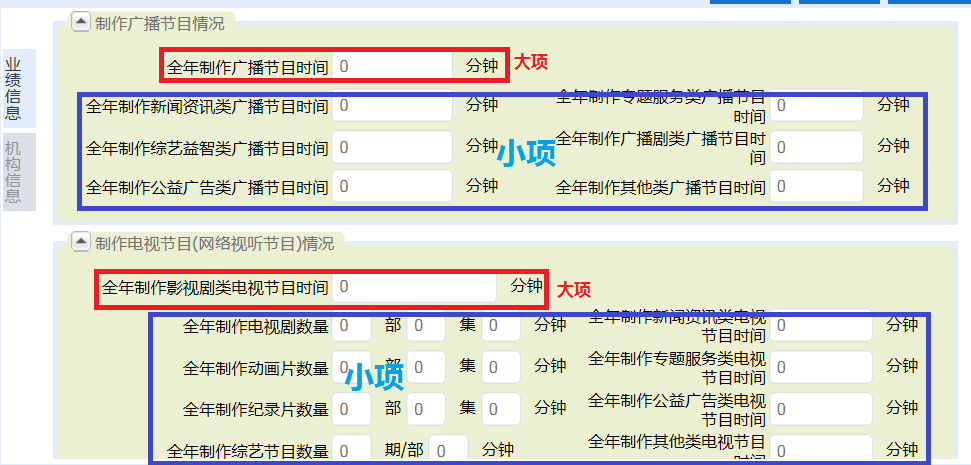 制作广播节目情况
业绩信息
机构信息
全年制作广播节目时间 0 分钟 大项
全年制作新闻资讯类广播节目时间 0 分钟 全年制作专题服务类广播节目时间 0 分钟
全年制作综艺益智类广播节目时间 0 分钟 全年制作广播剧类广播节目时间 0 分钟
小项
全年制作公益广告类广播节目时间 0 分钟 全年制作其他类广播节目时间 0 分钟
制作电视节目(网络视听节目)情况
全年制作影视剧类电视节目时间 0 分钟 大项
全年制作电视剧数量 0 部 0 集 0 分钟 全年制作新闻资讯类电视节目时间 0 分钟
全年制作动画片数量 0 部 0 集 0 分钟 全年制作专题服务类电视节目时间 0 分钟
小项
全年制作纪录片数量 0 部 0 集 0 分钟 全年制作公益广告类电视节目时间 0 分钟
全年制作综艺节目数量 0 期/部 0 分钟 全年制作其他类电视节目时间 0 分钟